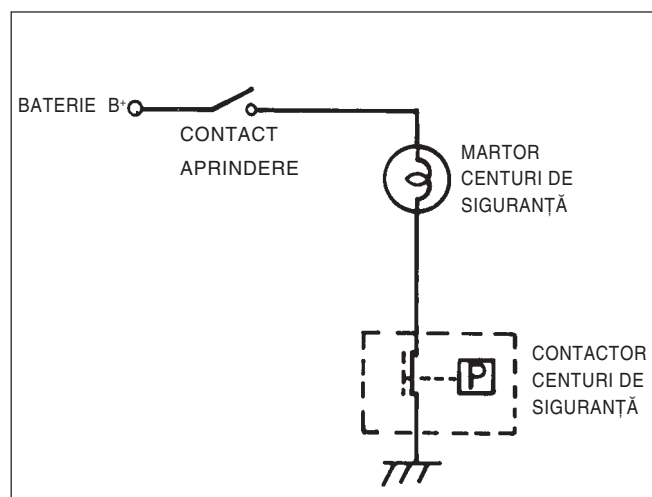 BATERIE B+
CONTACT
APRINDERE
MARTOR
CENTURI DE
SIGURANȚĂ
P
CONTACTOR
CENTURI DE
SIGURANȚĂ